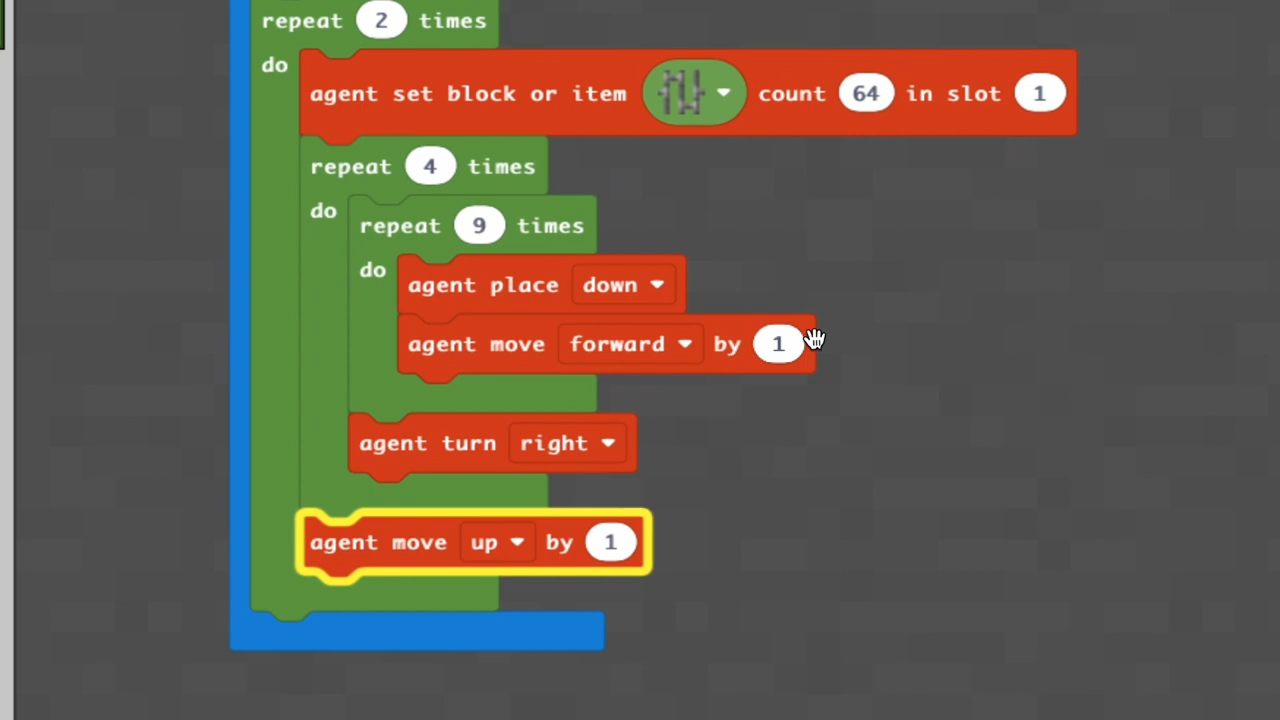 repeat 2 times
do
agent set block or item count 64 in slot 1
repeat 4 times
do
repeat 9 times
do
agent place down
agent move forward by 1
agent turn right
agent move up by 1